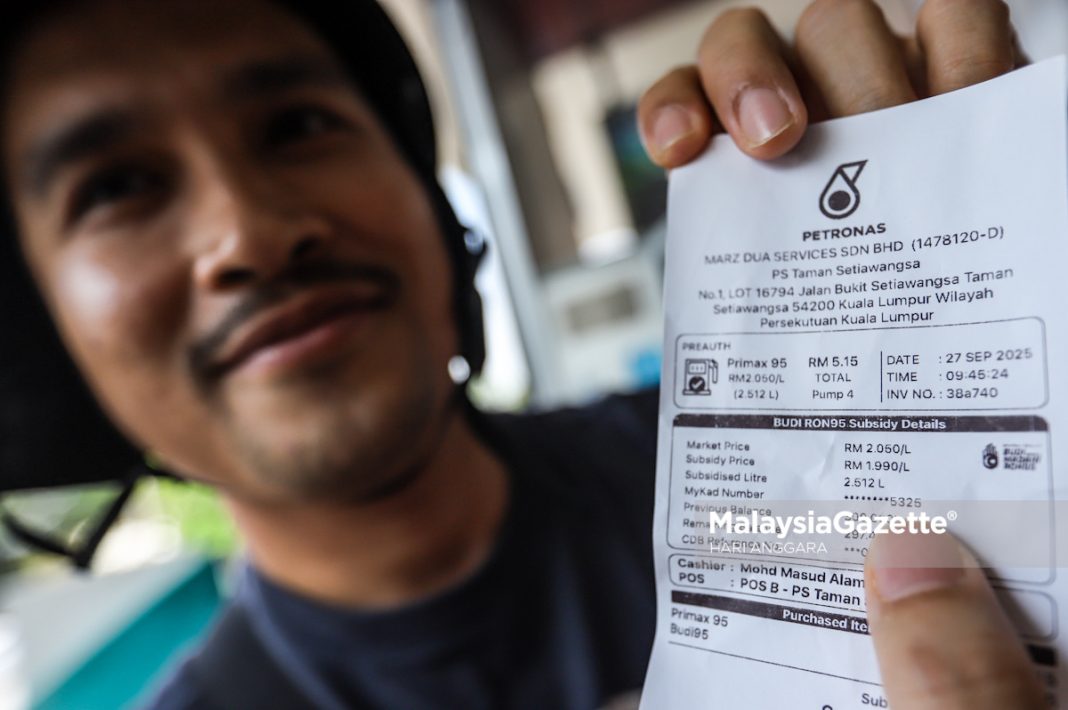 PETRONAS
MARZ DUA SERVICES SDN BHD (1478120-D)
PS Taman Setiawangsa
No.1, LOT 16794 Jalan Bukit Setiawangsa Taman
Setiawangsa 54200 Kuala Lumpur Wilayah
Persekutuan Kuala Lumpur
PREAUTH
Primax 95 RM 5.15 DATE : 27 SEP 2025
RM2.050/L TOTAL TIME : 09:45:24
(2.512 L) Pump 4 INV NO. : 38a740
BUDI RON95 Subsidy Details
Market Price RM 2.050/L
Subsidy Price RM 1.990/L
Subsidised Litre 2.512 L
MyKad Number ********5325
Previous Balance
CDB Reference No.
MalaysiaGazette®
HARI ANGGARA
Cashier : Mohd Masud Alam
POS : POS B - PS Taman
Purchased
Primax 95
Budi95